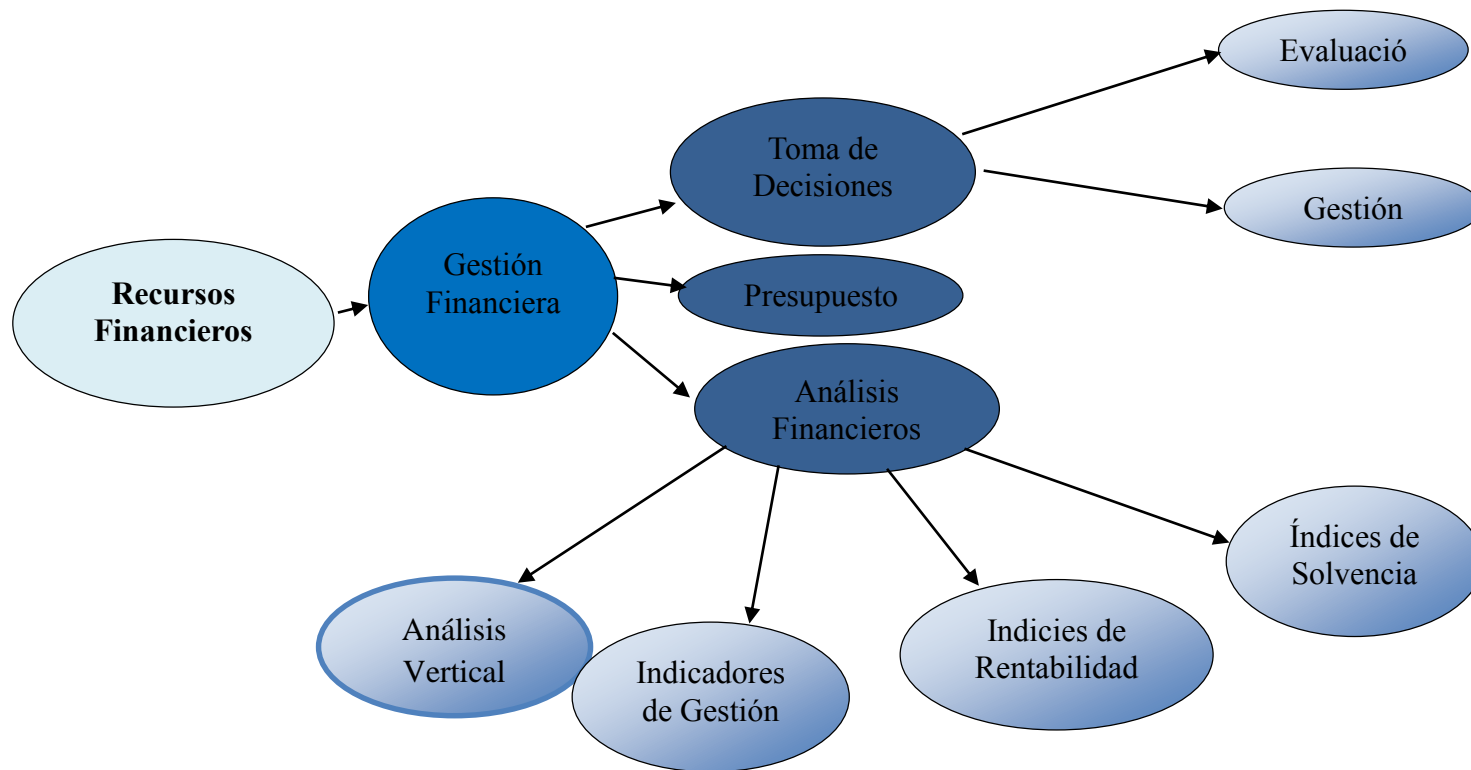 Evaluació
Toma de
Decisiones
Gestión
Gestión
Financiera
Recursos
Financieros
Presupuesto
Análisis
Financieros
Índices de
Solvencia
Análisis
Vertical
Indicies de
Rentabilidad
Indicadores
de Gestión